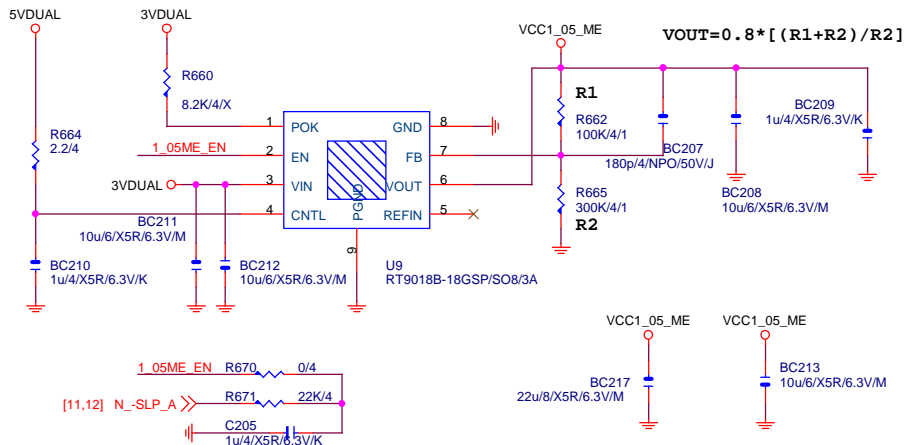 5VDUAL
3VDUAL
VCC1_05_ME
VOUT=0.8*[(R1+R2)/R2]
R660
8.2K/4/X
R664
2.2/4
1_05ME_EN
3VDUAL
1
POK
2
EN
3
VIN
4
CNTL
GND
8
FB
7
VOUT
6
REFIN
5
PGND
9
U9
RT9018B-18GSP/SO8/3A
R1
R662
100K/4/1
R665
300K/4/1
R2
BC207
180p/4/NPO/50V/J
BC208
10u/6/X5R/6.3V/M
BC209
1u/4/X5R/6.3V/K
BC211
10u/6/X5R/6.3V/M
BC210
1u/4/X5R/6.3V/K
BC212
10u/6/X5R/6.3V/M
1_05ME_EN
R670
0/4
[11,12]
N_-SLP_A
R671
22K/4
C205
1u/4/X5R/6.3V/K
VCC1_05_ME
BC217
22u/8/X5R/6.3V/M
VCC1_05_ME
BC213
10u/6/X5R/6.3V/M